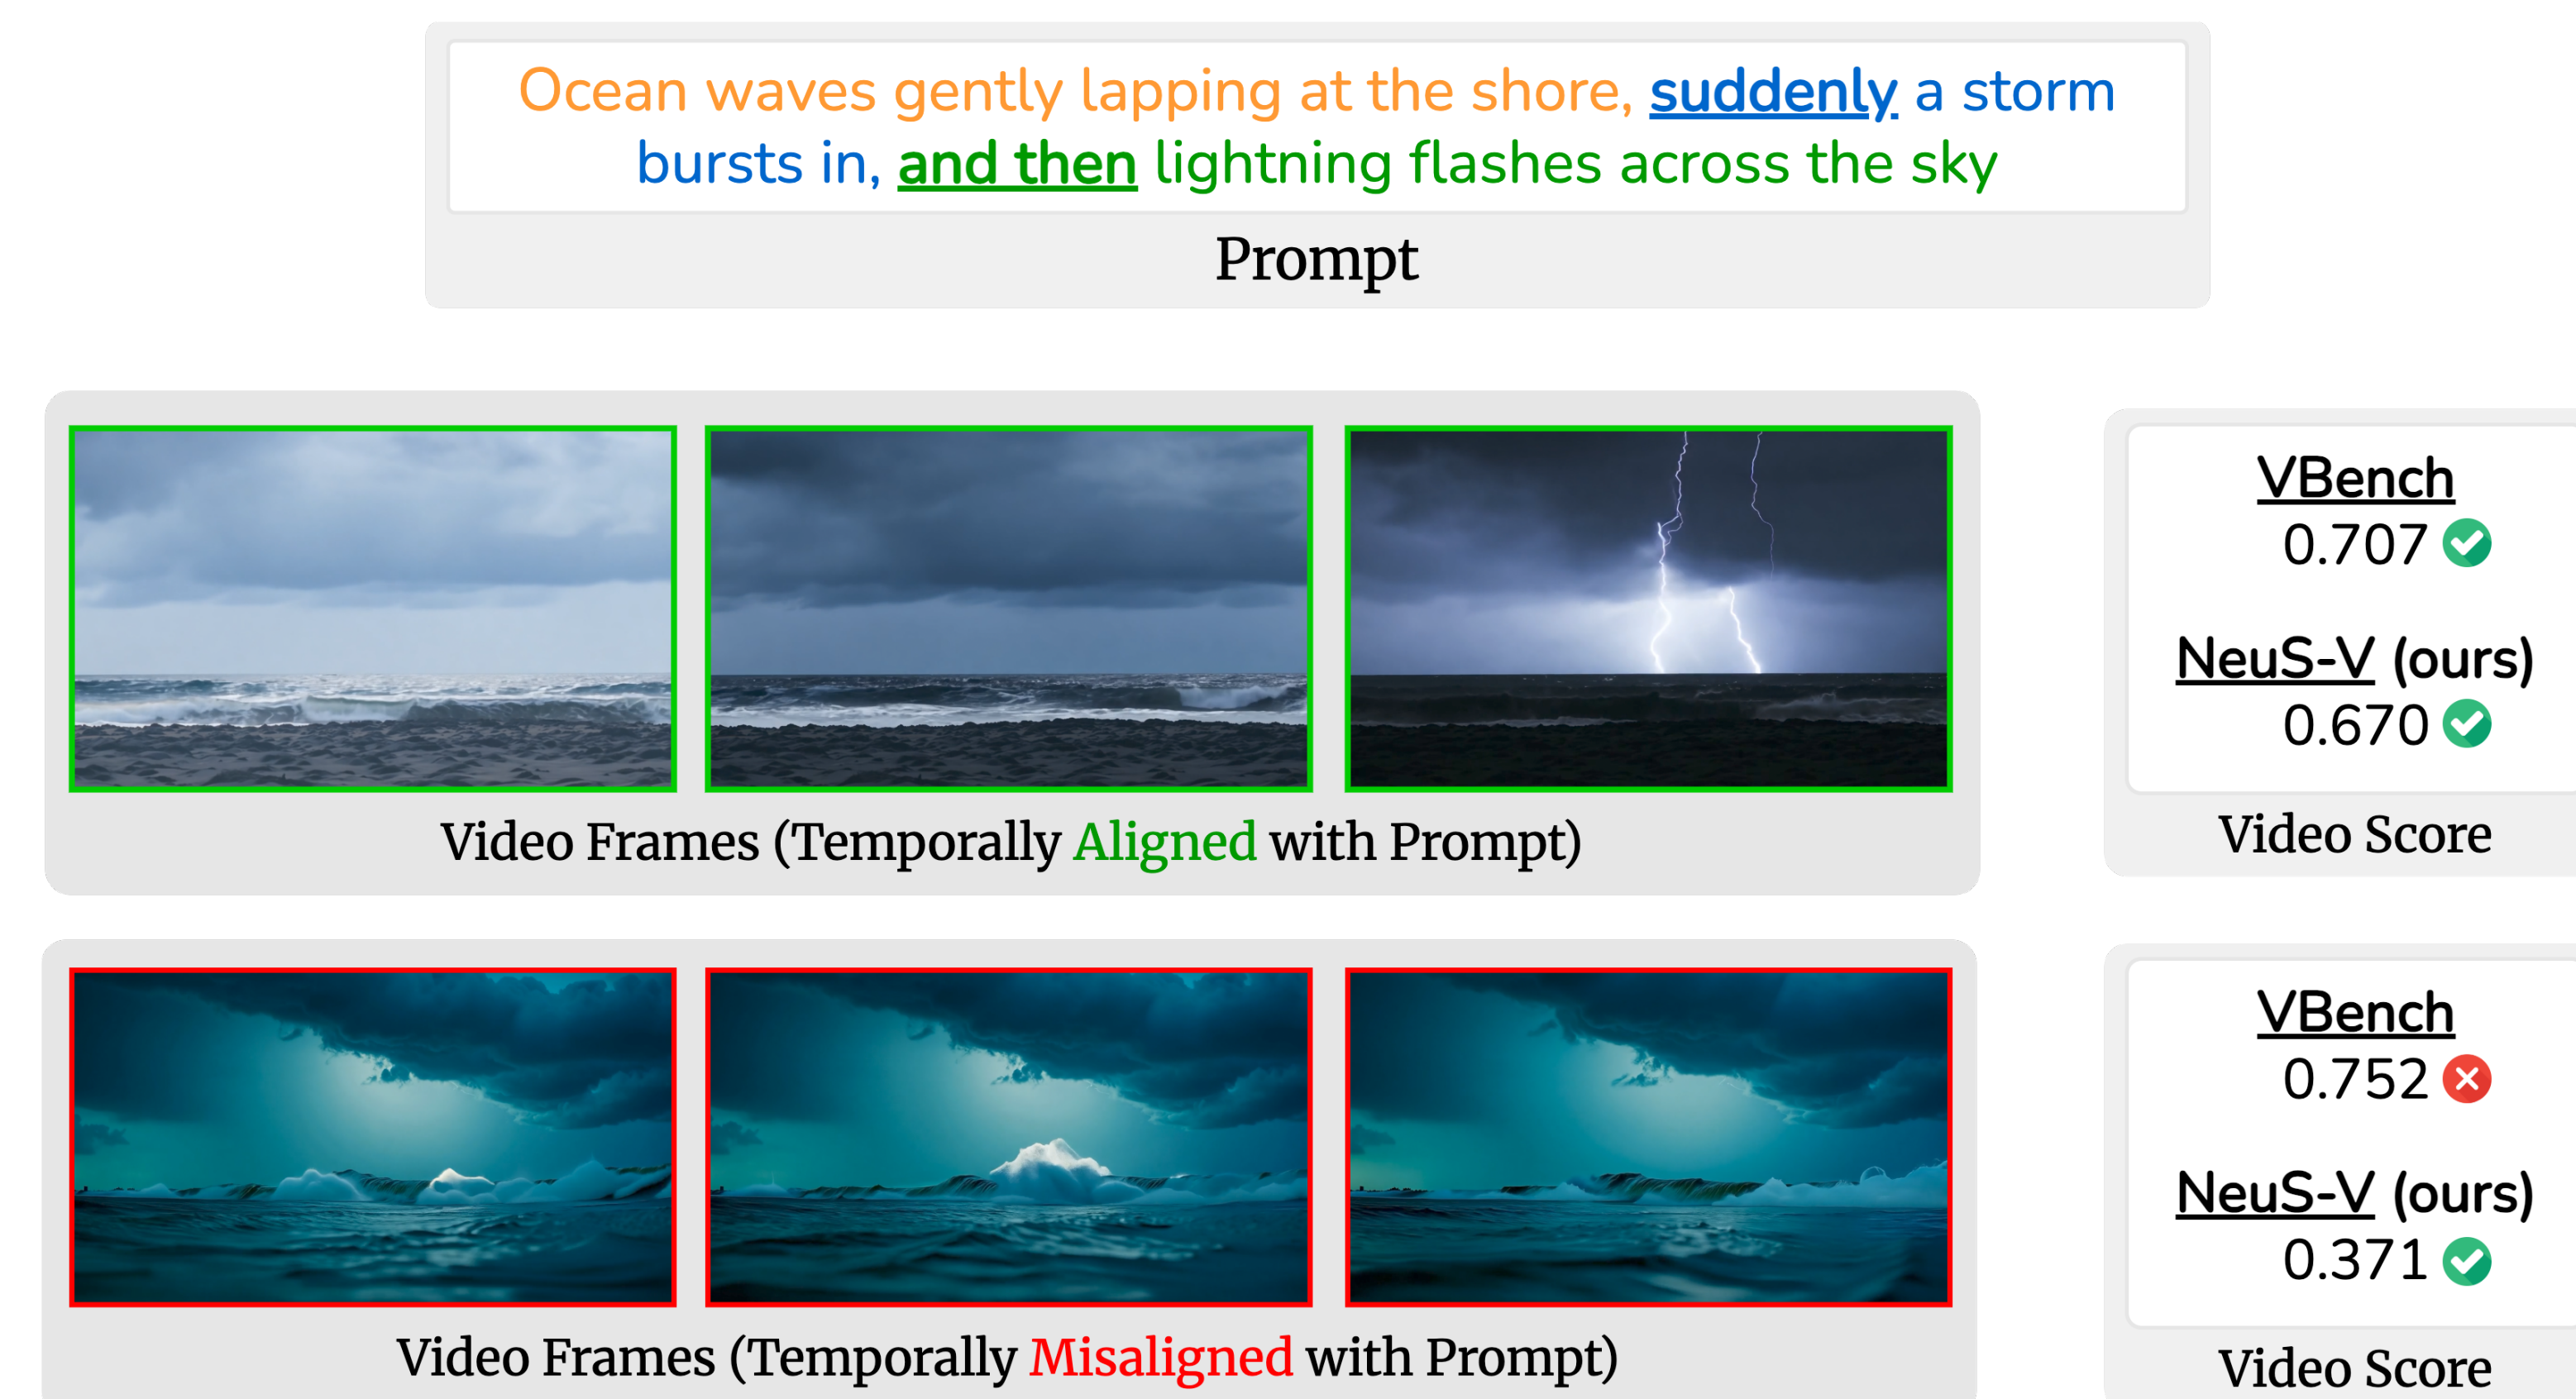 Ocean waves gently lapping at the shore, suddenly a storm
bursts in, and then lightning flashes across the sky
Prompt
Video Frames (Temporally Aligned with Prompt)
VBench
0.707
NeuS-V (ours)
0.670
Video Score
Video Frames (Temporally Misaligned with Prompt)
VBench
0.752
NeuS-V (ours)
0.371
Video Score